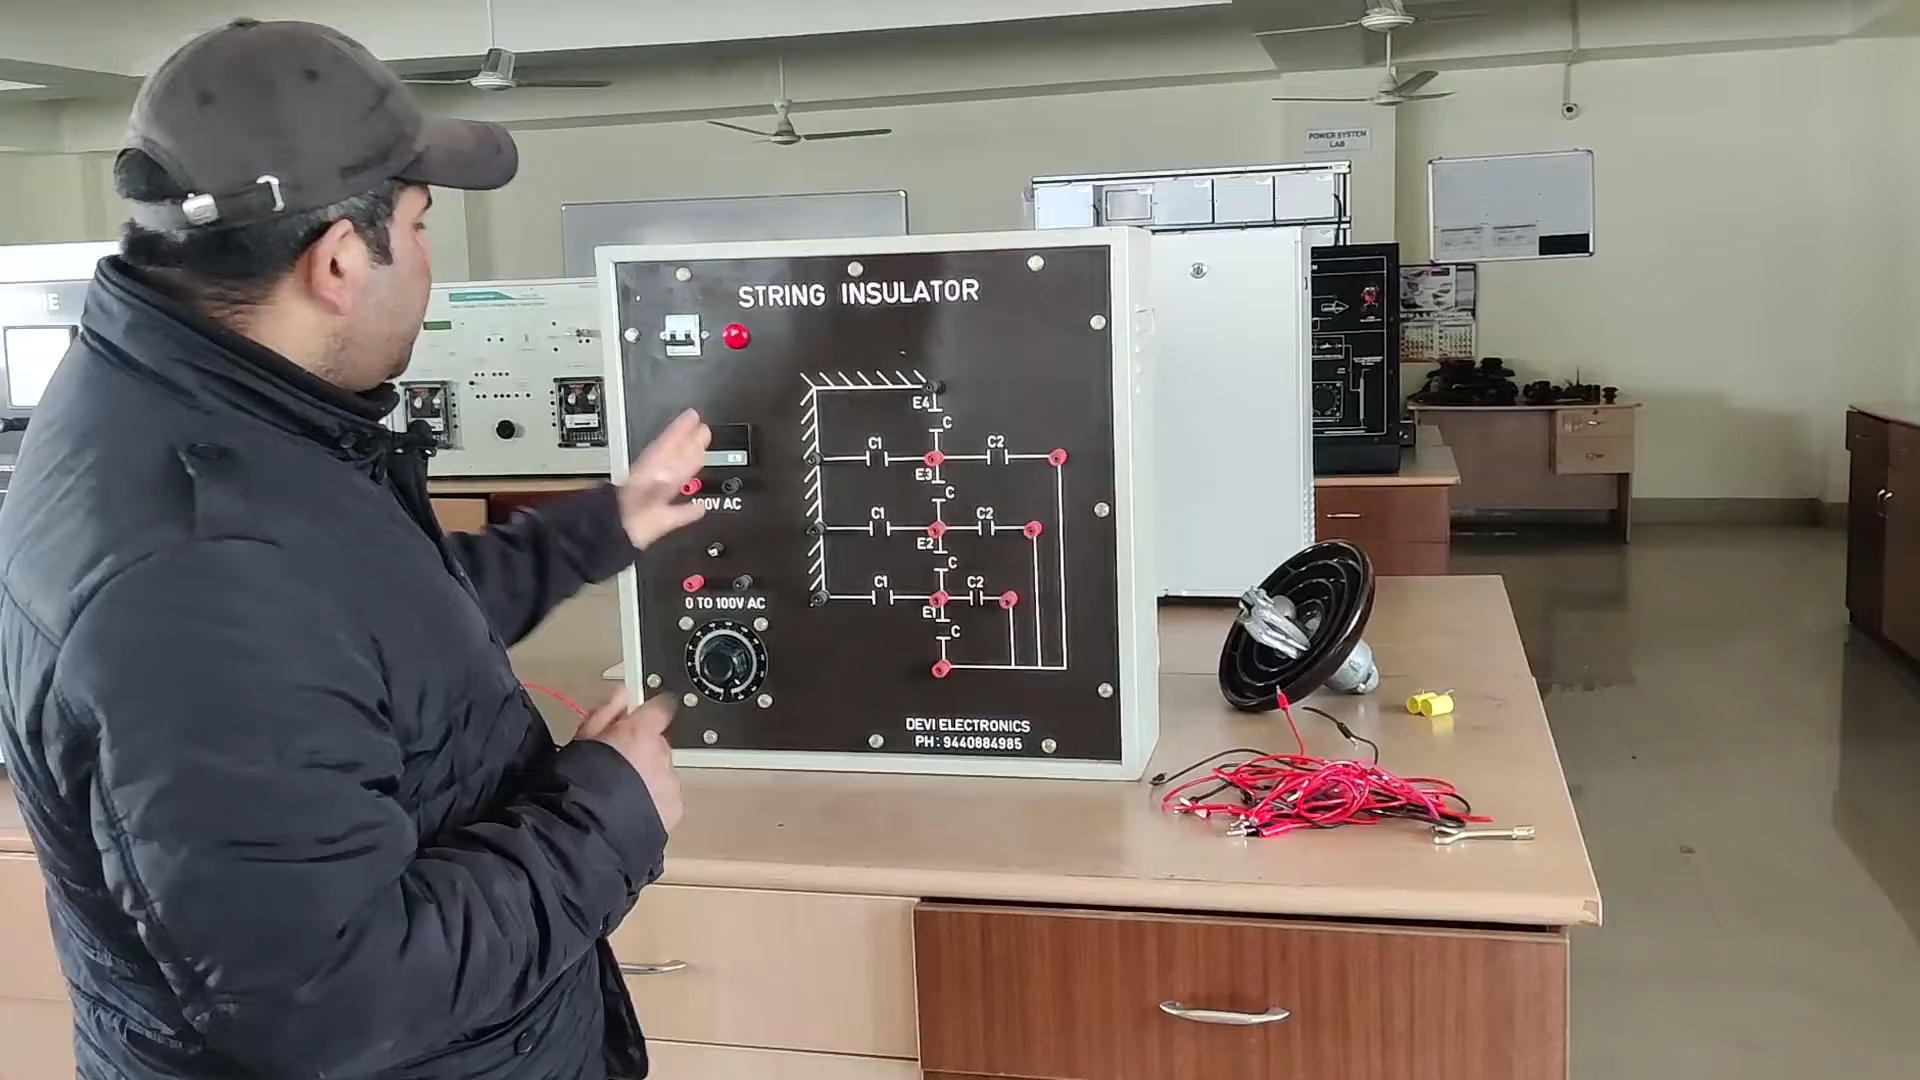 POWER SYSTEM
LAB
STRING INSULATOR
E4
C
C1
C2
E3
C
100V AC
C1
C2
E2
C
C1
C2
0 TO 100V AC
E1
C
DEVI ELECTRONICS
PH : 9440884985